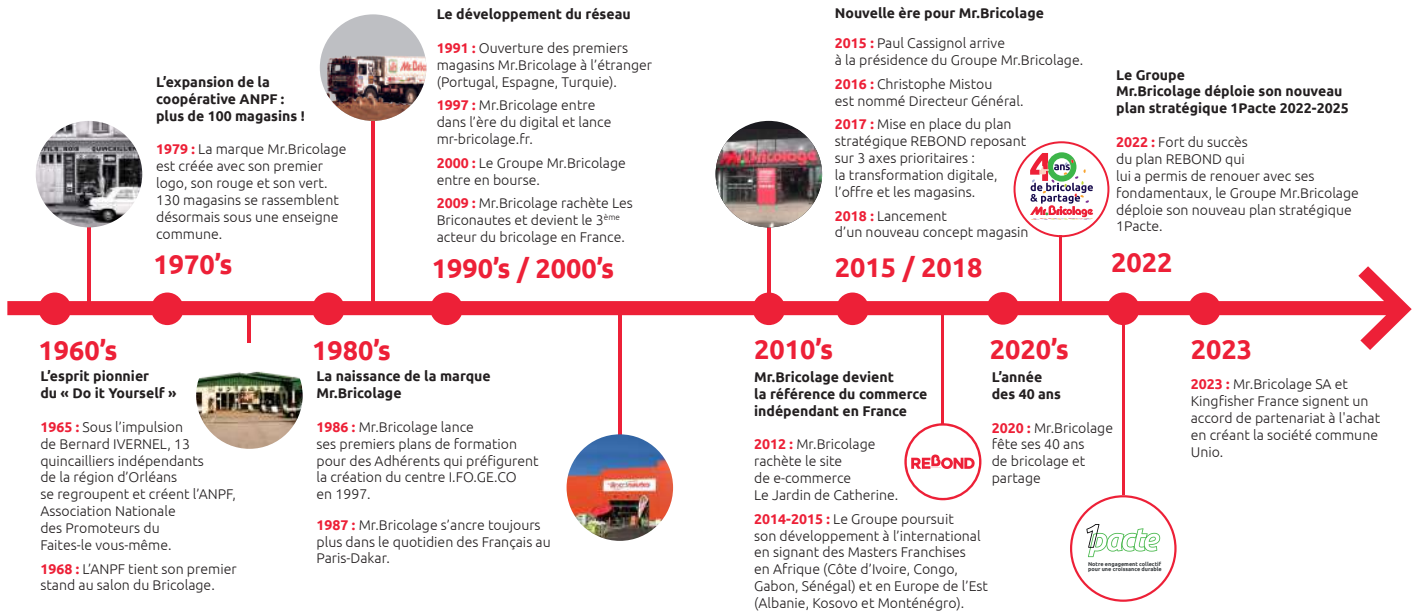 1960's
L'esprit pionnier
du « Do it Yourself »
1965 : Sous l'impulsion
de Bernard IVERNEL, 13
quincailliers indépendants
de la région d'Orléans
se regroupent et créent l'ANPF,
Association Nationale
des Promoteurs du
Faites-le vous-même.
1968 : L'ANPF tient son premier
stand au salon du Bricolage.
L'expansion de la
coopérative ANPF :
plus de 100 magasins !
1979 : La marque Mr.Bricolage
est créée avec son premier
logo, son rouge et son vert.
130 magasins se rassemblent
désormais sous une enseigne
commune.
1970's
1980's
La naissance de la marque
Mr.Bricolage
1986 : Mr.Bricolage lance
ses premiers plans de formation
pour des Adhérents qui préfigurent
la création du centre I.FO.GE.CO
en 1997.
1987 : Mr.Bricolage s'ancre toujours
plus dans le quotidien des Français au
Paris-Dakar.
Le développement du réseau
1991 : Ouverture des premiers
magasins Mr.Bricolage à l'étranger
(Portugal, Espagne, Turquie).
1997 : Mr.Bricolage entre
dans l'ère du digital et lance
mr-bricolage.fr.
2000 : Le Groupe Mr.Bricolage
entre en bourse.
2009 : Mr.Bricolage rachète Les
Briconautes et devient le 3ème
acteur du bricolage en France.
1990's / 2000's
Mr.Bricolage
2010's
Mr.Bricolage devient
la référence du commerce
indépendant en France
2012 : Mr.Bricolage
rachète le site
de e-commerce
Le Jardin de Catherine.
2014-2015 : Le Groupe poursuit
son développement à l'international
en signant des Masters Franchises
en Afrique (Côte d'Ivoire, Congo,
Gabon, Sénégal) et en Europe de l'Est
(Albanie, Kosovo et Monténégro).
Nouvelle ère pour Mr.Bricolage
2015 : Paul Cassignol arrive
à la présidence du Groupe Mr.Bricolage.
2016 : Christophe Mistou
est nommé Directeur Général.
2017 : Mise en place du plan
stratégique REBOND reposant
sur 3 axes prioritaires :
la transformation digitale,
l'offre et les magasins.
2018 : Lancement
d'un nouveau concept magasin
2015 / 2018
REBOND
40 ans
de bricolage
& partage
Mr.Bricolage
2020's
L'année
des 40 ans
2020 : Mr.Bricolage
fête ses 40 ans
de bricolage et
partage
Le Groupe
Mr.Bricolage déploie son nouveau
plan stratégique 1Pacte 2022-2025
2022 : Fort du succès
du plan REBOND qui
lui a permis de renouer avec ses
fondamentaux, le Groupe Mr.Bricolage
déploie son nouveau plan stratégique
1Pacte.
2022
1pacte
Notre engagement collectif
pour une croissance durable
2023
2023 : Mr.Bricolage SA et
Kingfisher France signent un
accord de partenariat à l'achat
en créant la société commune
Unio.